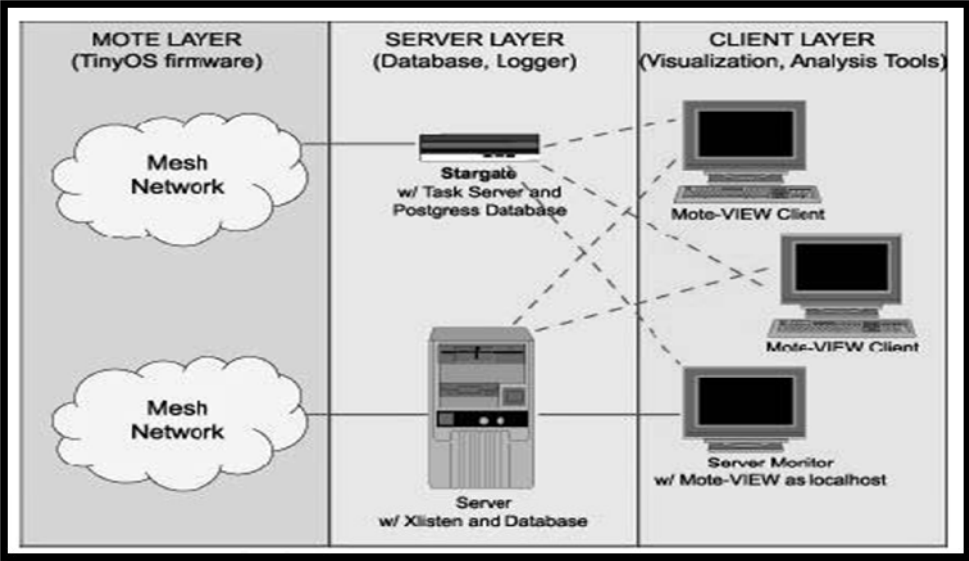 MOTE LAYER
(TinyOS firmware)
SERVER LAYER
(Database, Logger)
CLIENT LAYER
(Visualization, Analysis Tools)
Mesh
Network
Stargate
w/ Task Server and
Postgress Database
Mote-VIEW Client
Mote-VIEW Client
Mesh
Network
Server
w/ Xlisten and Database
Server Monitor
w/ Mote-VIEW as localhost